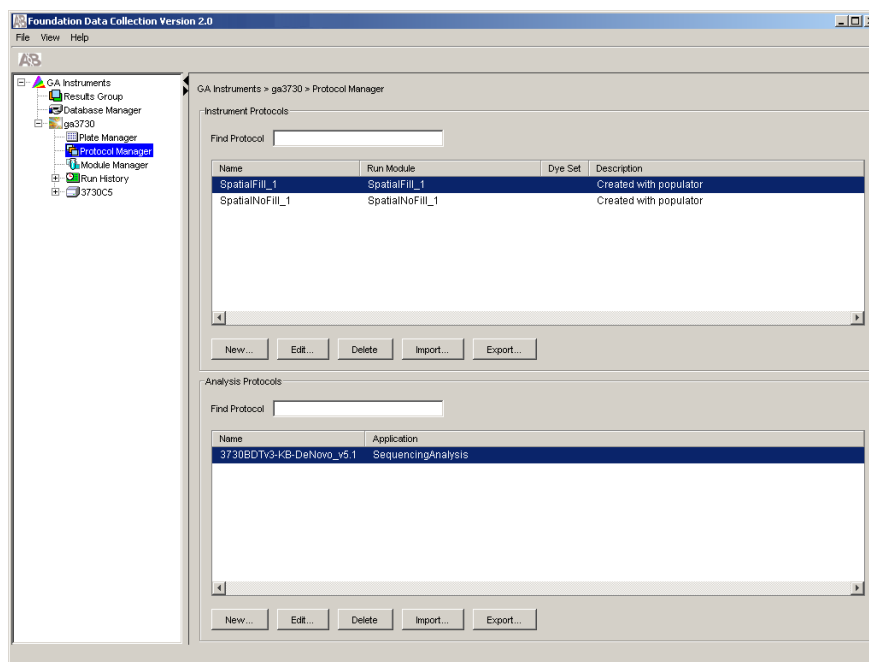 Foundation Data Collection Version 2.0
File View Help
AB
GA Instruments
Results Group
Database Manager
ga3730
Plate Manager
Protocol Manager
Module Manager
Run History
3730C5
GA Instruments > ga3730 > Protocol Manager
Instrument Protocols
Find Protocol
Name Run Module Dye Set Description
SpatialFill_1 SpatialFill_1 Created with populator
SpatialNoFill_1 SpatialNoFill_1 Created with populator
New... Edit... Delete Import... Export...
Analysis Protocols
Find Protocol
Name Application
3730BDTv3-KB-DeNovo_v5.1 SequencingAnalysis
New... Edit... Delete Import... Export...